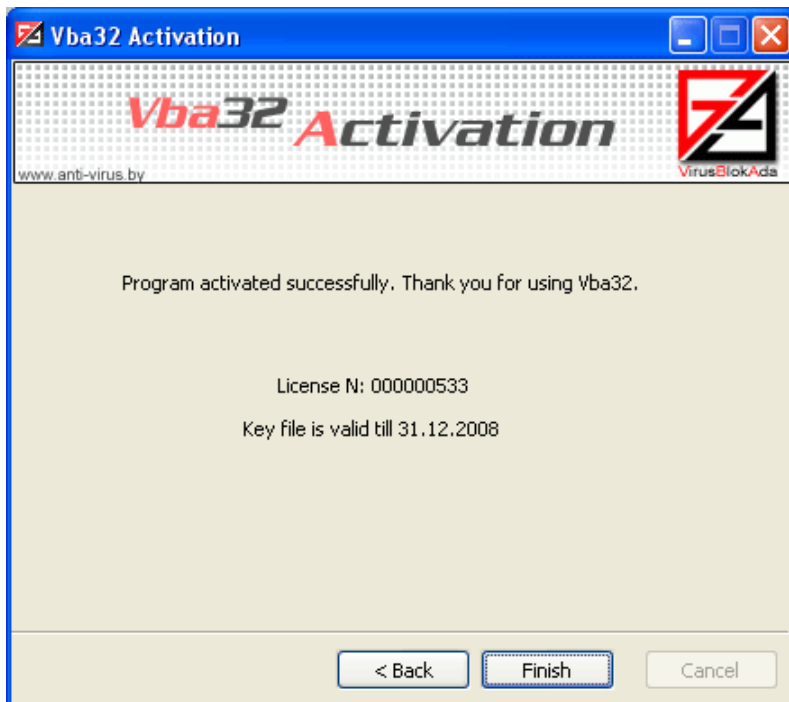 Vba32 Activation
Vba32 Activation
www.anti-virus.by
VirusBlokAda
Program activated successfully. Thank you for using Vba32.
License N: 000000533
Key file is valid till 31.12.2008
< Back
Finish
Cancel